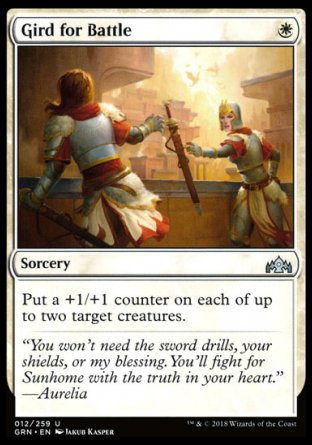 Gird for Battle
Sorcery
Put a +1/+1 counter on each of up
to two target creatures.
“You won’t need the sword drills, your
shields, or my blessing. You’ll fight for
Sunhome with the truth in your heart.”
—Aurelia
012/259 U
GRN • EN Jakub Kasper
™ & © 2018 Wizards of the Coast